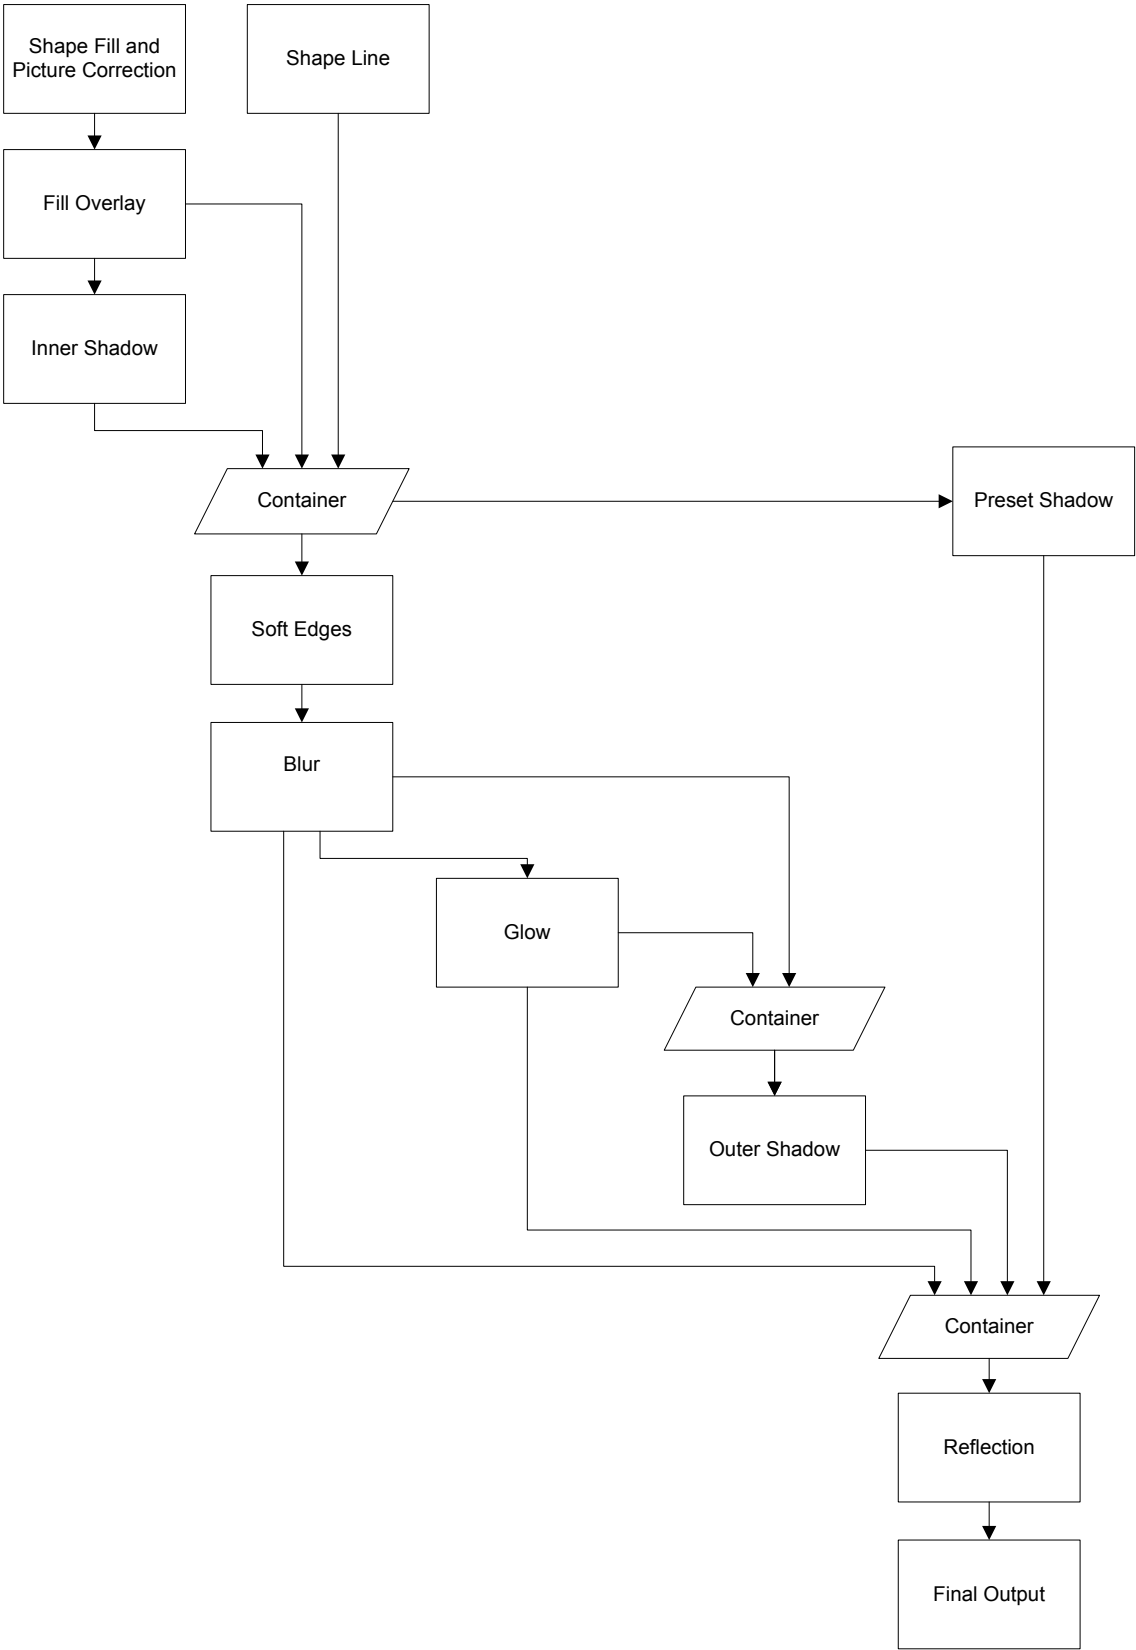 Shape Fill and
Picture Correction
Shape Line
Fill Overlay
Inner Shadow
Container
Preset Shadow
Soft Edges
Blur
Glow
Container
Outer Shadow
Container
Reflection
Final Output